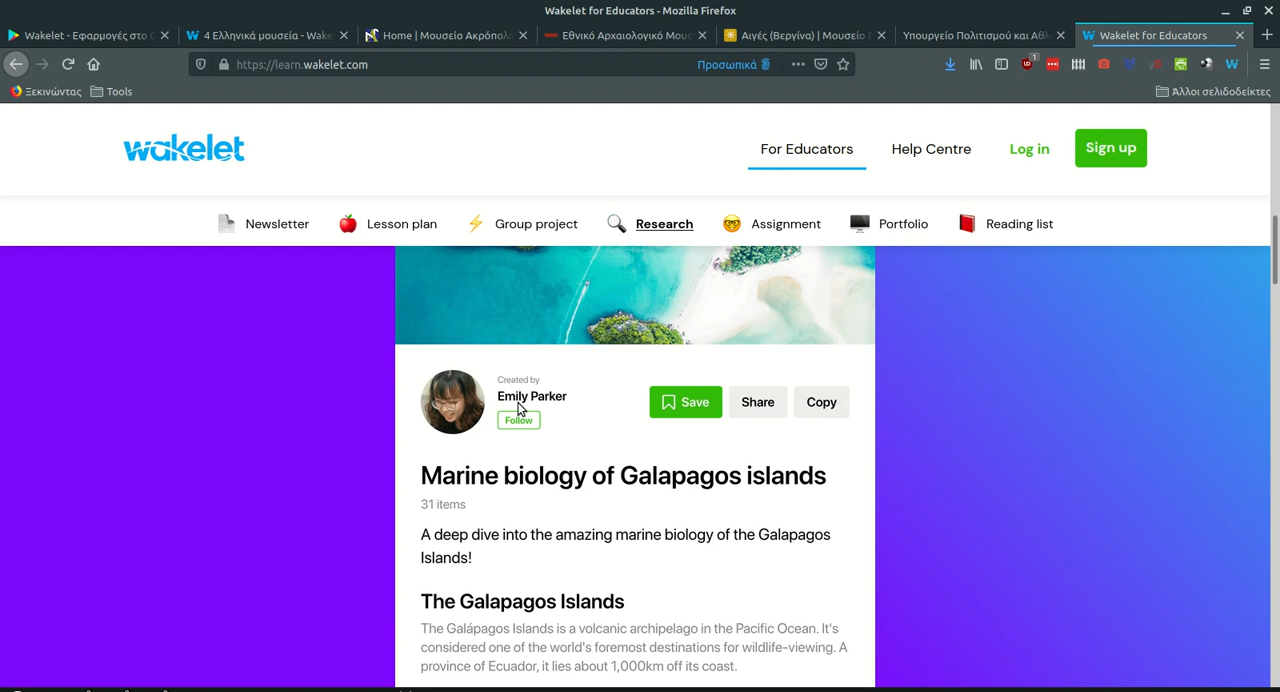 Wakelet for Educators - Mozilla Firefox
Wakelet - Εφαρμογές στο G
4 Ελληνικά μουσεία - Wake
Home | Μουσείο Ακρόπολ
Εθνικό Αρχαιολογικό Μουσ
Αιγές (Βεργίνα) | Μουσείο Β
Υπουργείο Πολιτισμού και Αθλ
Wakelet for Educators
https://learn.wakelet.com
Προσωπικά
Ξεκινώντας
Tools
Άλλοι σελιδοδείκτες
wakelet
For Educators
Help Centre
Log in
Sign up
Newsletter
Lesson plan
Group project
Research
Assignment
Portfolio
Reading list
Created by
Emily Parker
Follow
Save
Share
Copy
Marine biology of Galapagos islands
31 items
A deep dive into the amazing marine biology of the Galapagos
Islands!
The Galapagos Islands
The Galápagos Islands is a volcanic archipelago in the Pacific Ocean. It's
considered one of the world's foremost destinations for wildlife-viewing. A
province of Ecuador, it lies about 1,000km off its coast.